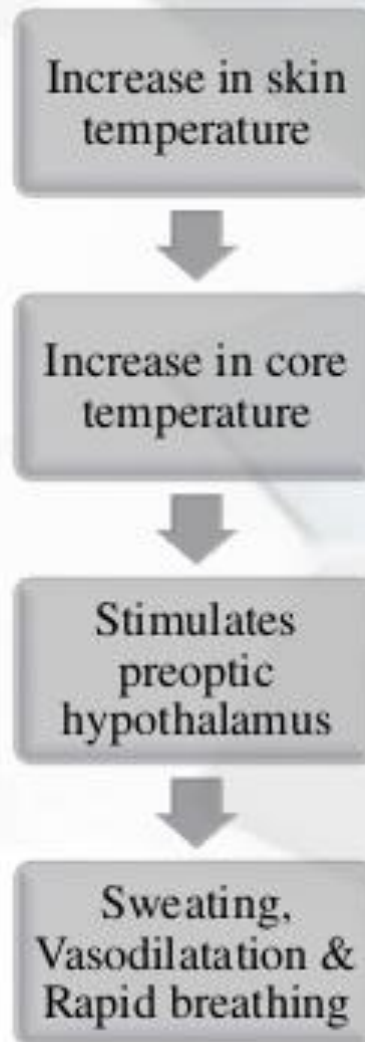 Increase in skin
temperature
Increase in core
temperature
Stimulates
preoptic
hypothalamus
Sweating,
Vasodilatation &
Rapid breathing